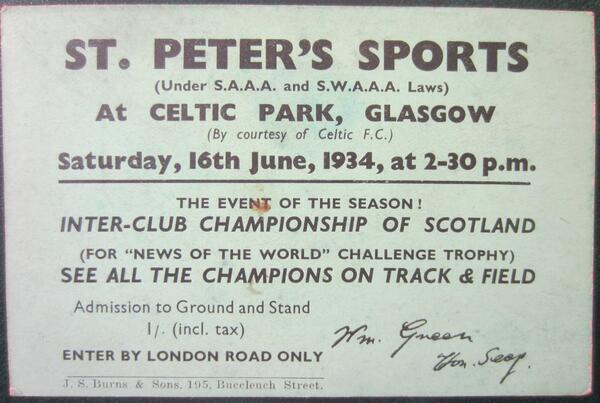 ST. PETER'S SPORTS
(Under S.A.A.A. and S.W.A.A.A. Laws)
At CELTIC PARK, GLASGOW
(By courtesy of Celtic F.C.)
Saturday, 16th June, 1934, at 2-30 p.m.
THE EVENT OF THE SEASON!
INTER-CLUB CHAMPIONSHIP OF SCOTLAND
(FOR "NEWS OF THE WORLD" CHALLENGE TROPHY)
SEE ALL THE CHAMPIONS ON TRACK & FIELD
Admission to Ground and Stand
1/. (incl. tax)
Wm. Green
Hon. Secy.
ENTER BY LONDON ROAD ONLY
J. S. Burns & Sons. 195, Buccleuch Street.